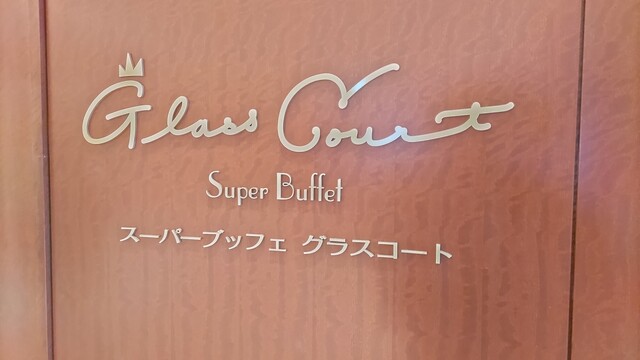 Glass Court
Super Buffet
スーパーブッフェ グラスコート